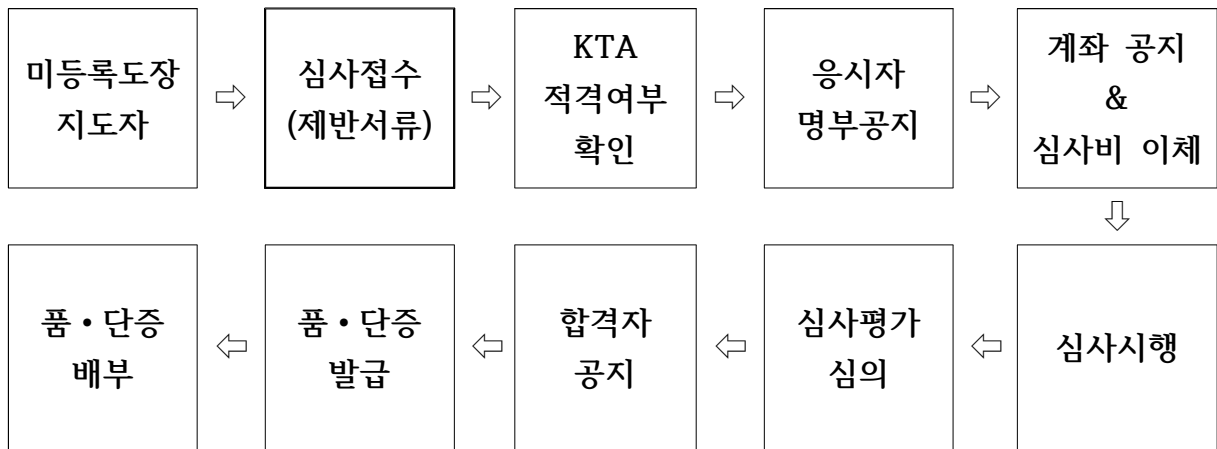 미등록도장
지도자
심사접수
(제반서류)
KTA
적격여부
확인
응시자
명부공지
계좌 공지
&
심사비 이체
심사시행
심사평가
심의
합격자
공지
품・단증
발급
품・단증
배부